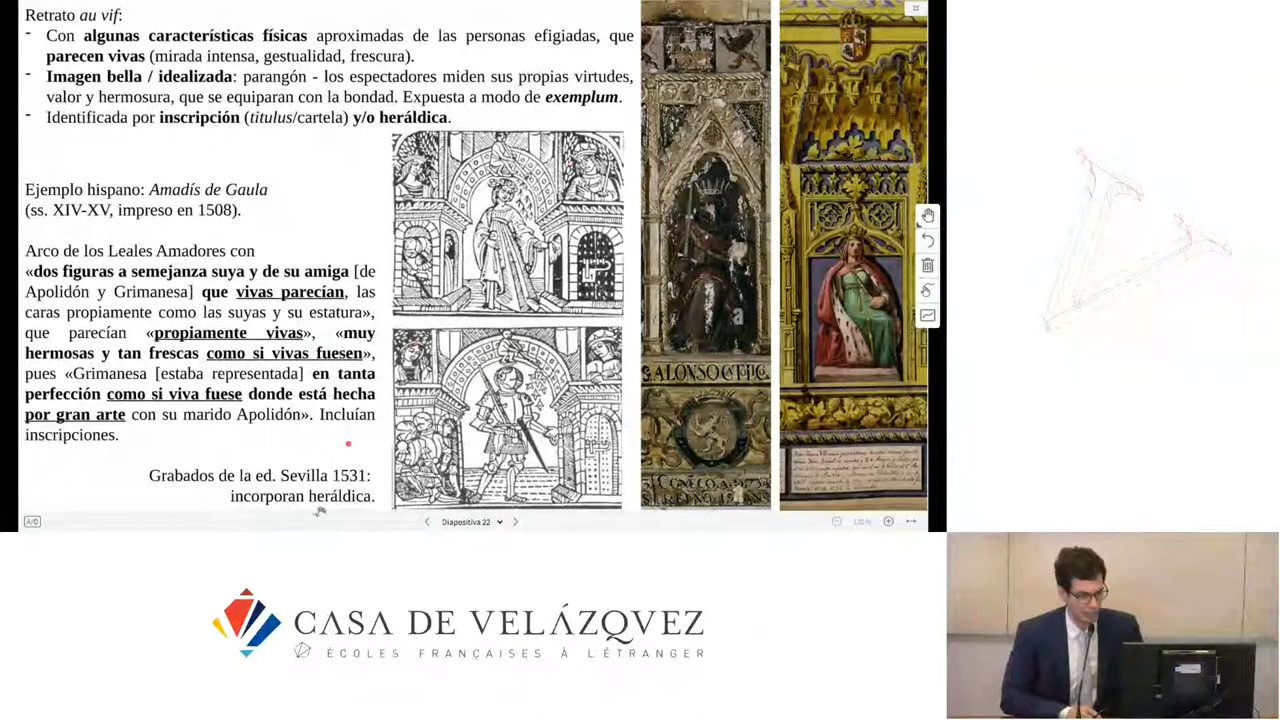 Retrato au vif:
- Con algunas características físicas aproximadas de las personas efigiadas, que
parecen vivas (mirada intensa, gestualidad, frescura).
- Imagen bella / idealizada: parangón - los espectadores miden sus propias virtudes,
valor y hermosura, que se equiparan con la bondad. Expuesta a modo de exemplum.
- Identificada por inscripción (titulus/cartela) y/o heráldica.
Ejemplo hispano: Amadís de Gaula
(ss. XIV-XV, impreso en 1508).
Arco de los Leales Amadores con
«dos figuras a semejanza suya y de su amiga [de
Apolidón y Grimanesa] que vivas parecían, las
caras propiamente como las suyas y su estatura»,
que parecían «propiamente vivas», «muy
hermosas y tan frescas como si vivas fuesen»,
pues «Grimanesa [estaba representada] en tanta
perfección como si viva fuese donde está hecha
por gran arte con su marido Apolidón». Incluían
inscripciones.
Grabados de la ed. Sevilla 1531:
incorporan heráldica.
A/D
Diapositiva 22
CASA DE VELÁZQVEZ
ÉCOLES FRANÇAISES À L'ÉTRANGER